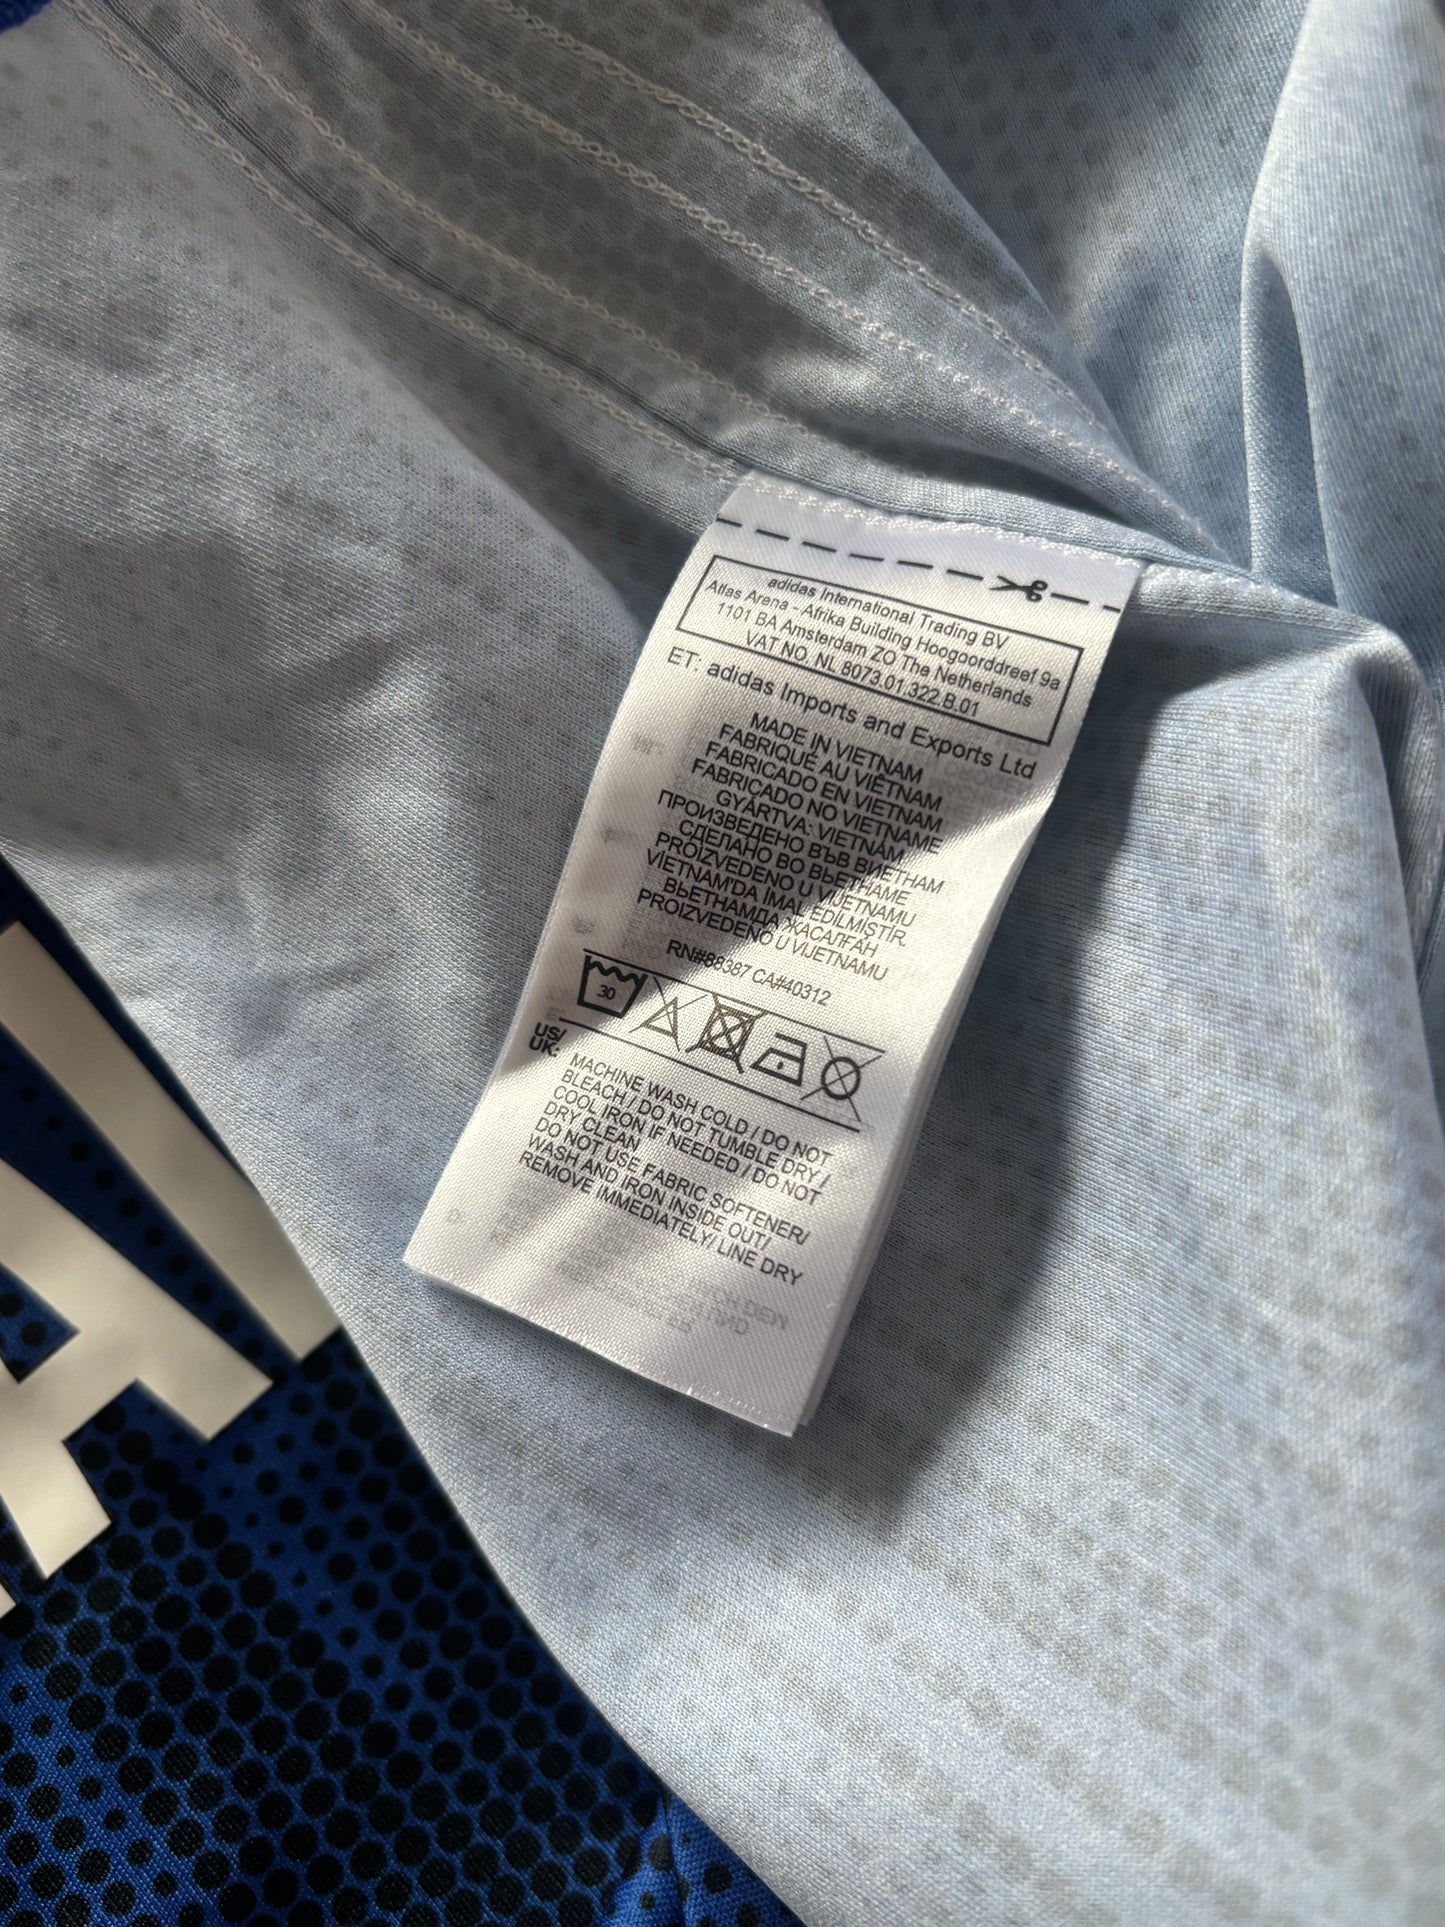 adidas International Trading BV
Atlas Arena - Afrika Building Hoogoorddreef 9a
1101 BA Amsterdam ZO The Netherlands
VAT NO. NL 8073.01.322.B.01
ET: adidas Imports and Exports Ltd
MADE IN VIETNAM
FABRIQUÉ AU VIETNAM
FABRICADO EN VIETNAM
FABRICADO NO VIETNAME
GYÁRTVA: VIETNÁM
ПРОИЗВЕДЕНО ВЪВ ВИЕТНАМ
СДЕЛАНО ВО ВЬЕТНАМЕ
PROIZVEDENO U VIJETNAMU
VIETNAM'DA IMAL EDİLMİŞTİR.
ВЬЕТНАМДА ЖАСАЛҒАН
PROIZVEDENO U VIJETNAMU
RN#88387 CA#40312
30
US/
UK:
MACHINE WASH COLD / DO NOT
BLEACH / DO NOT TUMBLE DRY /
COOL IRON IF NEEDED / DO NOT
DRY CLEAN
DO NOT USE FABRIC SOFTENER/
WASH AND IRON INSIDE OUT/
REMOVE IMMEDIATELY/ LINE DRY